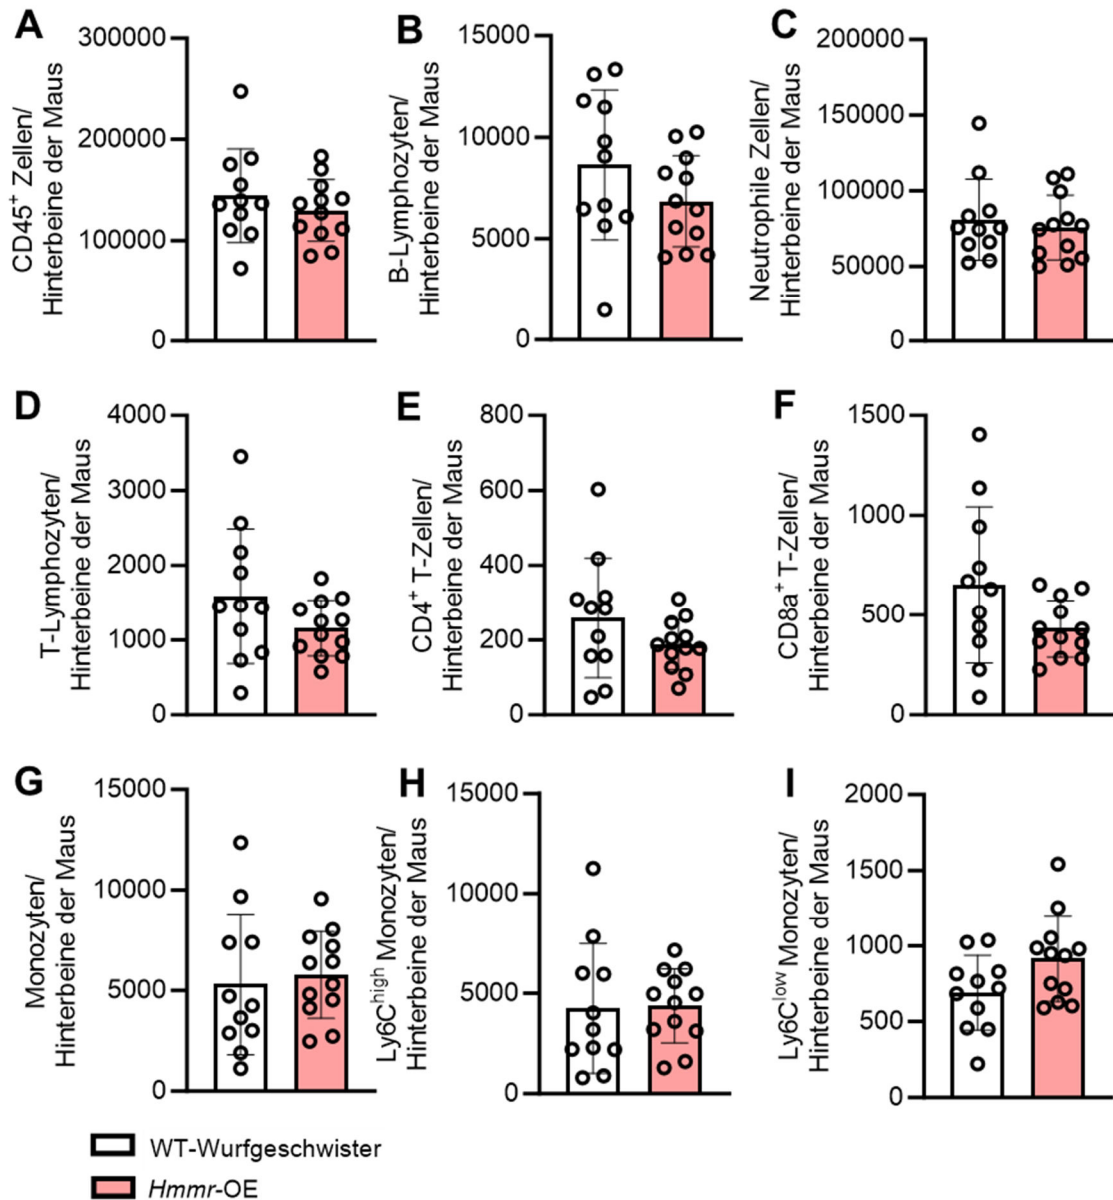 A
CD45⁺ Zellen/
Hinterbeine der Maus
300000
200000
100000
0
B
B-Lymphozyten/
Hinterbeine der Maus
15000
10000
5000
0
C
Neutrophile Zellen/
Hinterbeine der Maus
200000
150000
100000
50000
0
D
T-Lymphozyten/
Hinterbeine der Maus
4000
3000
2000
1000
0
E
CD4⁺ T-Zellen/
Hinterbeine der Maus
800
600
400
200
0
F
CD8a⁺ T-Zellen/
Hinterbeine der Maus
1500
1000
500
0
G
Monozyten/
Hinterbeine der Maus
15000
10000
5000
0
H
Ly6C^high Monozyten/
Hinterbeine der Maus
15000
10000
5000
0
I
Ly6C^low Monozyten/
Hinterbeine der Maus
2000
1500
1000
500
0
WT-Wurfgeschwister
Hmmr-OE